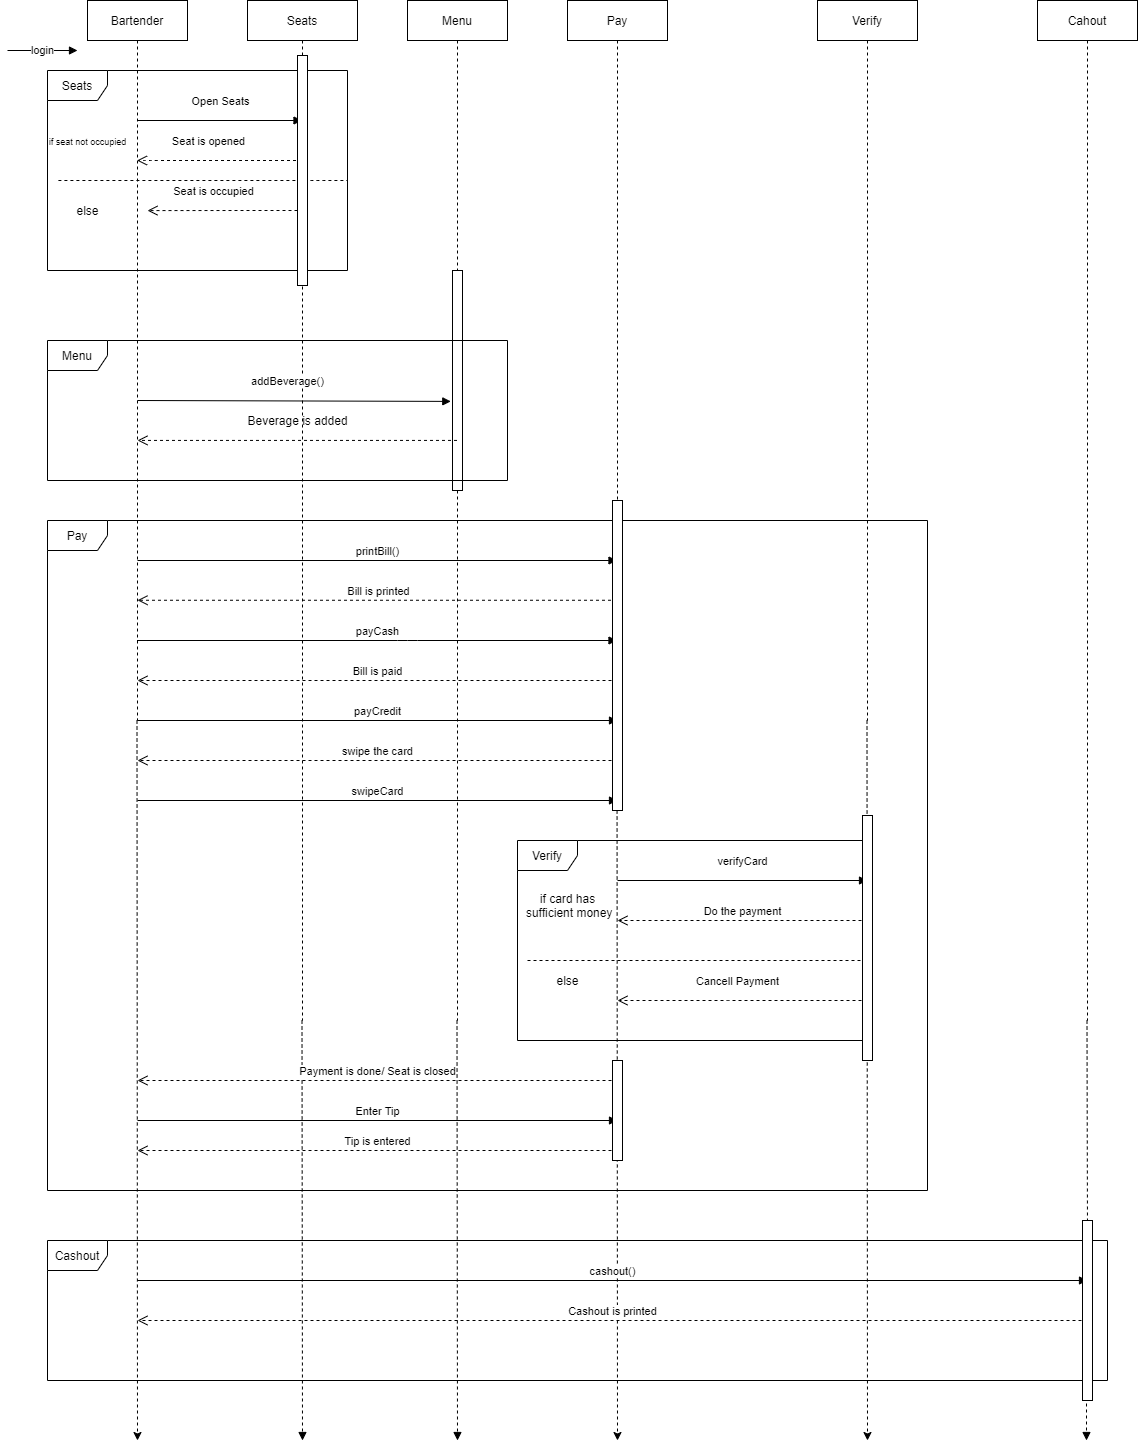 Bartender
Seats
Menu
Pay
Verify
Cahout
login
Seats
Open Seats
if seat not occupied
Seat is opened
Seat is occupied
else
Menu
addBeverage()
Beverage is added
Pay
printBill()
Bill is printed
payCash
Bill is paid
payCredit
swipe the card
swipeCard
Verify
verifyCard
if card has
sufficient money
Do the payment
else
Cancell Payment
Payment is done/ Seat is closed
Enter Tip
Tip is entered
Cashout
cashout()
Cashout is printed